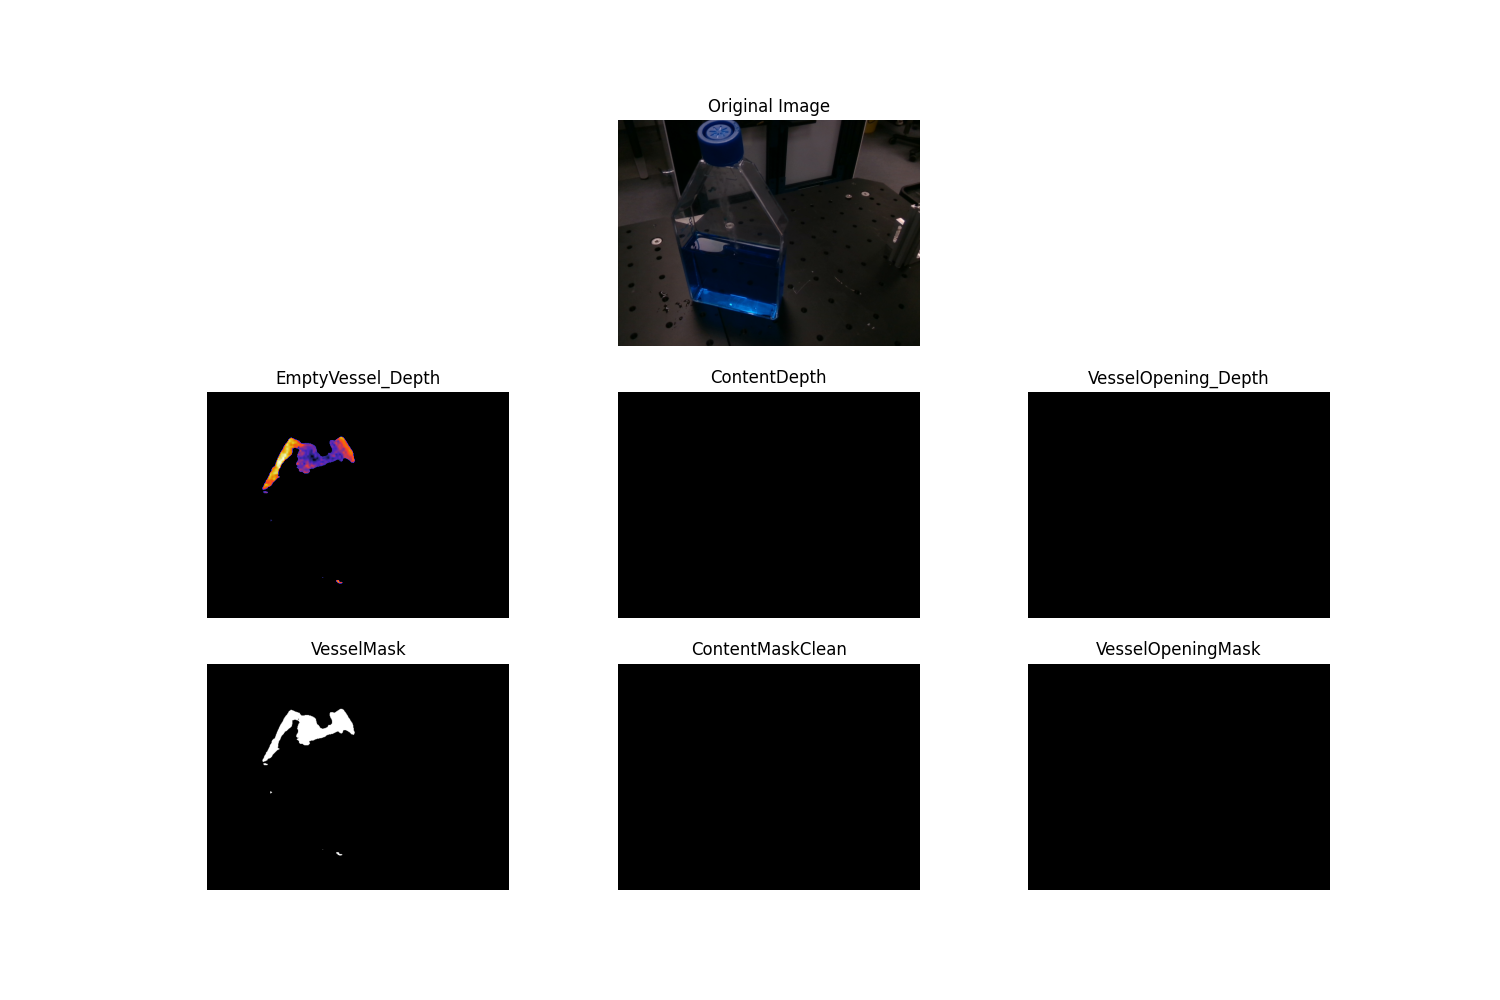 Original Image
EmptyVessel_Depth
ContentDepth
VesselOpening_Depth
VesselMask
ContentMaskClean
VesselOpeningMask